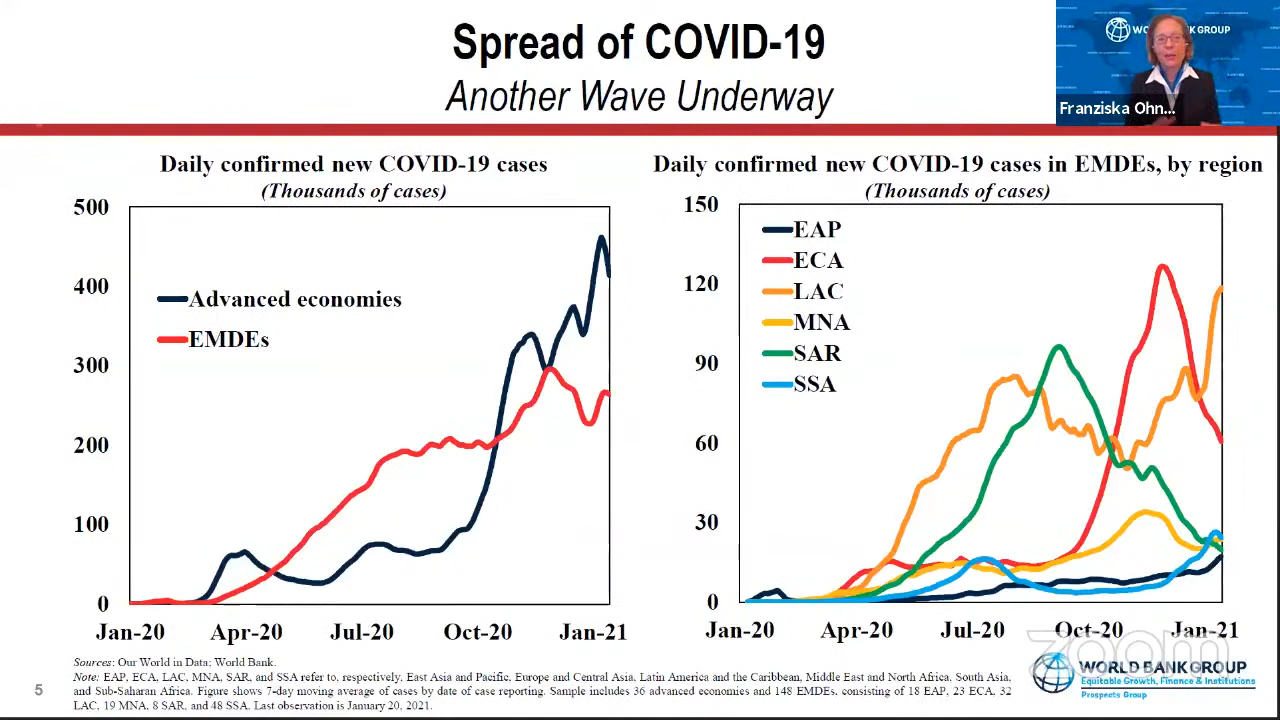 Spread of COVID-19
Another Wave Underway
WORLD BANK GROUP
Franziska Ohn...
Daily confirmed new COVID-19 cases
(Thousands of cases)
500
400
300
200
100
0
Advanced economies
EMDEs
Jan-20 Apr-20 Jul-20 Oct-20 Jan-21
Daily confirmed new COVID-19 cases in EMDEs, by region
(Thousands of cases)
150
120
90
60
30
0
EAP
ECA
LAC
MNA
SAR
SSA
Jan-20 Apr-20 Jul-20 Oct-20 Jan-21
Sources: Our World in Data; World Bank.
Note: EAP, ECA, LAC, MNA, SAR, and SSA refer to, respectively, East Asia and Pacific, Europe and Central Asia, Latin America and the Caribbean, Middle East and North Africa, South Asia,
and Sub-Saharan Africa. Figure shows 7-day moving average of cases by date of case reporting. Sample includes 36 advanced economies and 148 EMDEs, consisting of 18 EAP, 23 ECA, 32
LAC, 19 MNA, 8 SAR, and 48 SSA. Last observation is January 20, 2021.
5
zoom
WORLD BANK GROUP
Equitable Growth, Finance & Institutions
Prospects Group